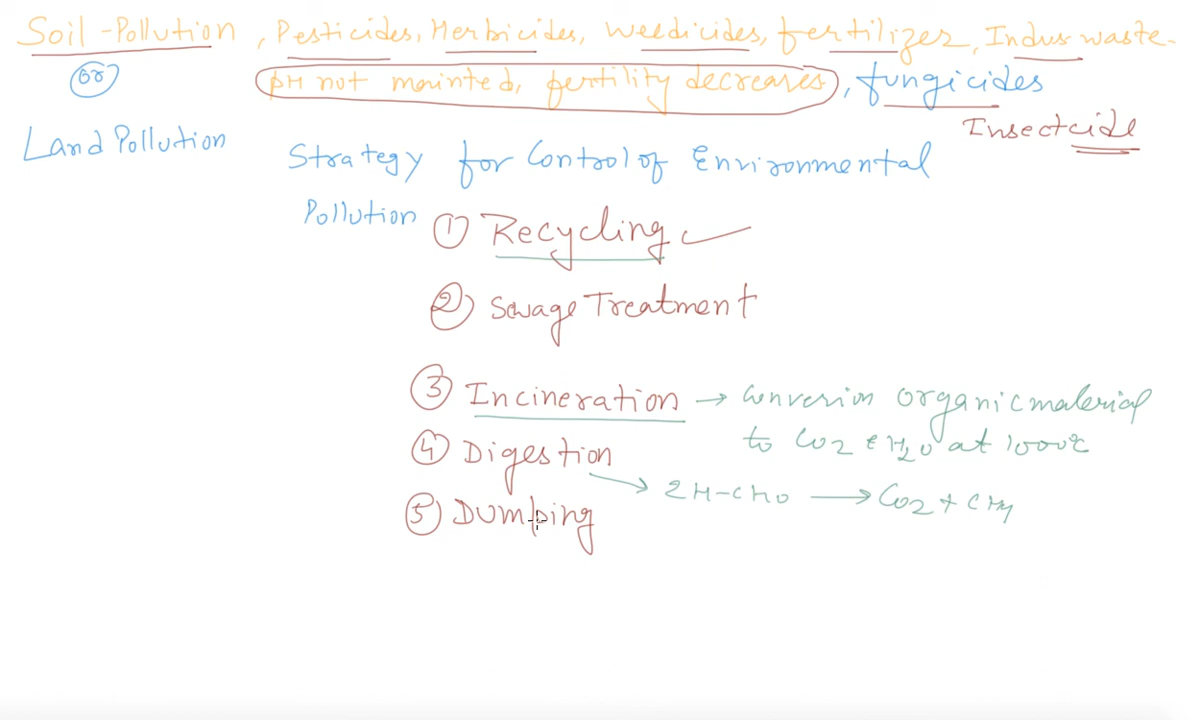 Soil-Pollution, Pesticides, Herbicides, weedicides, fertilizer, Indus waste-
or pH not mainted, fertility decreases, fungicides
Insectcide
Land Pollution
Strategy for Control of Environmental
Pollution
① Recycling
② Swage Treatment
③ Incineration → Conversion organic material
to CO2 & H2O at 1000°C
④ Digestion
→ 2H-CHO → CO2 + CH4
⑤ Dumping